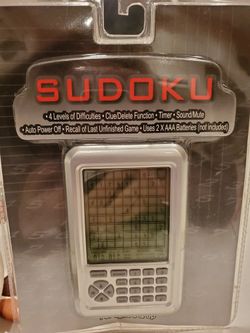 SUDOKU
• 4 Levels of Difficulties • Clue/Delete Function • Timer • Sound/Mute
• Auto Power Off • Recall of Last Unfinished Game • Uses 2 X AAA Batteries (not included)